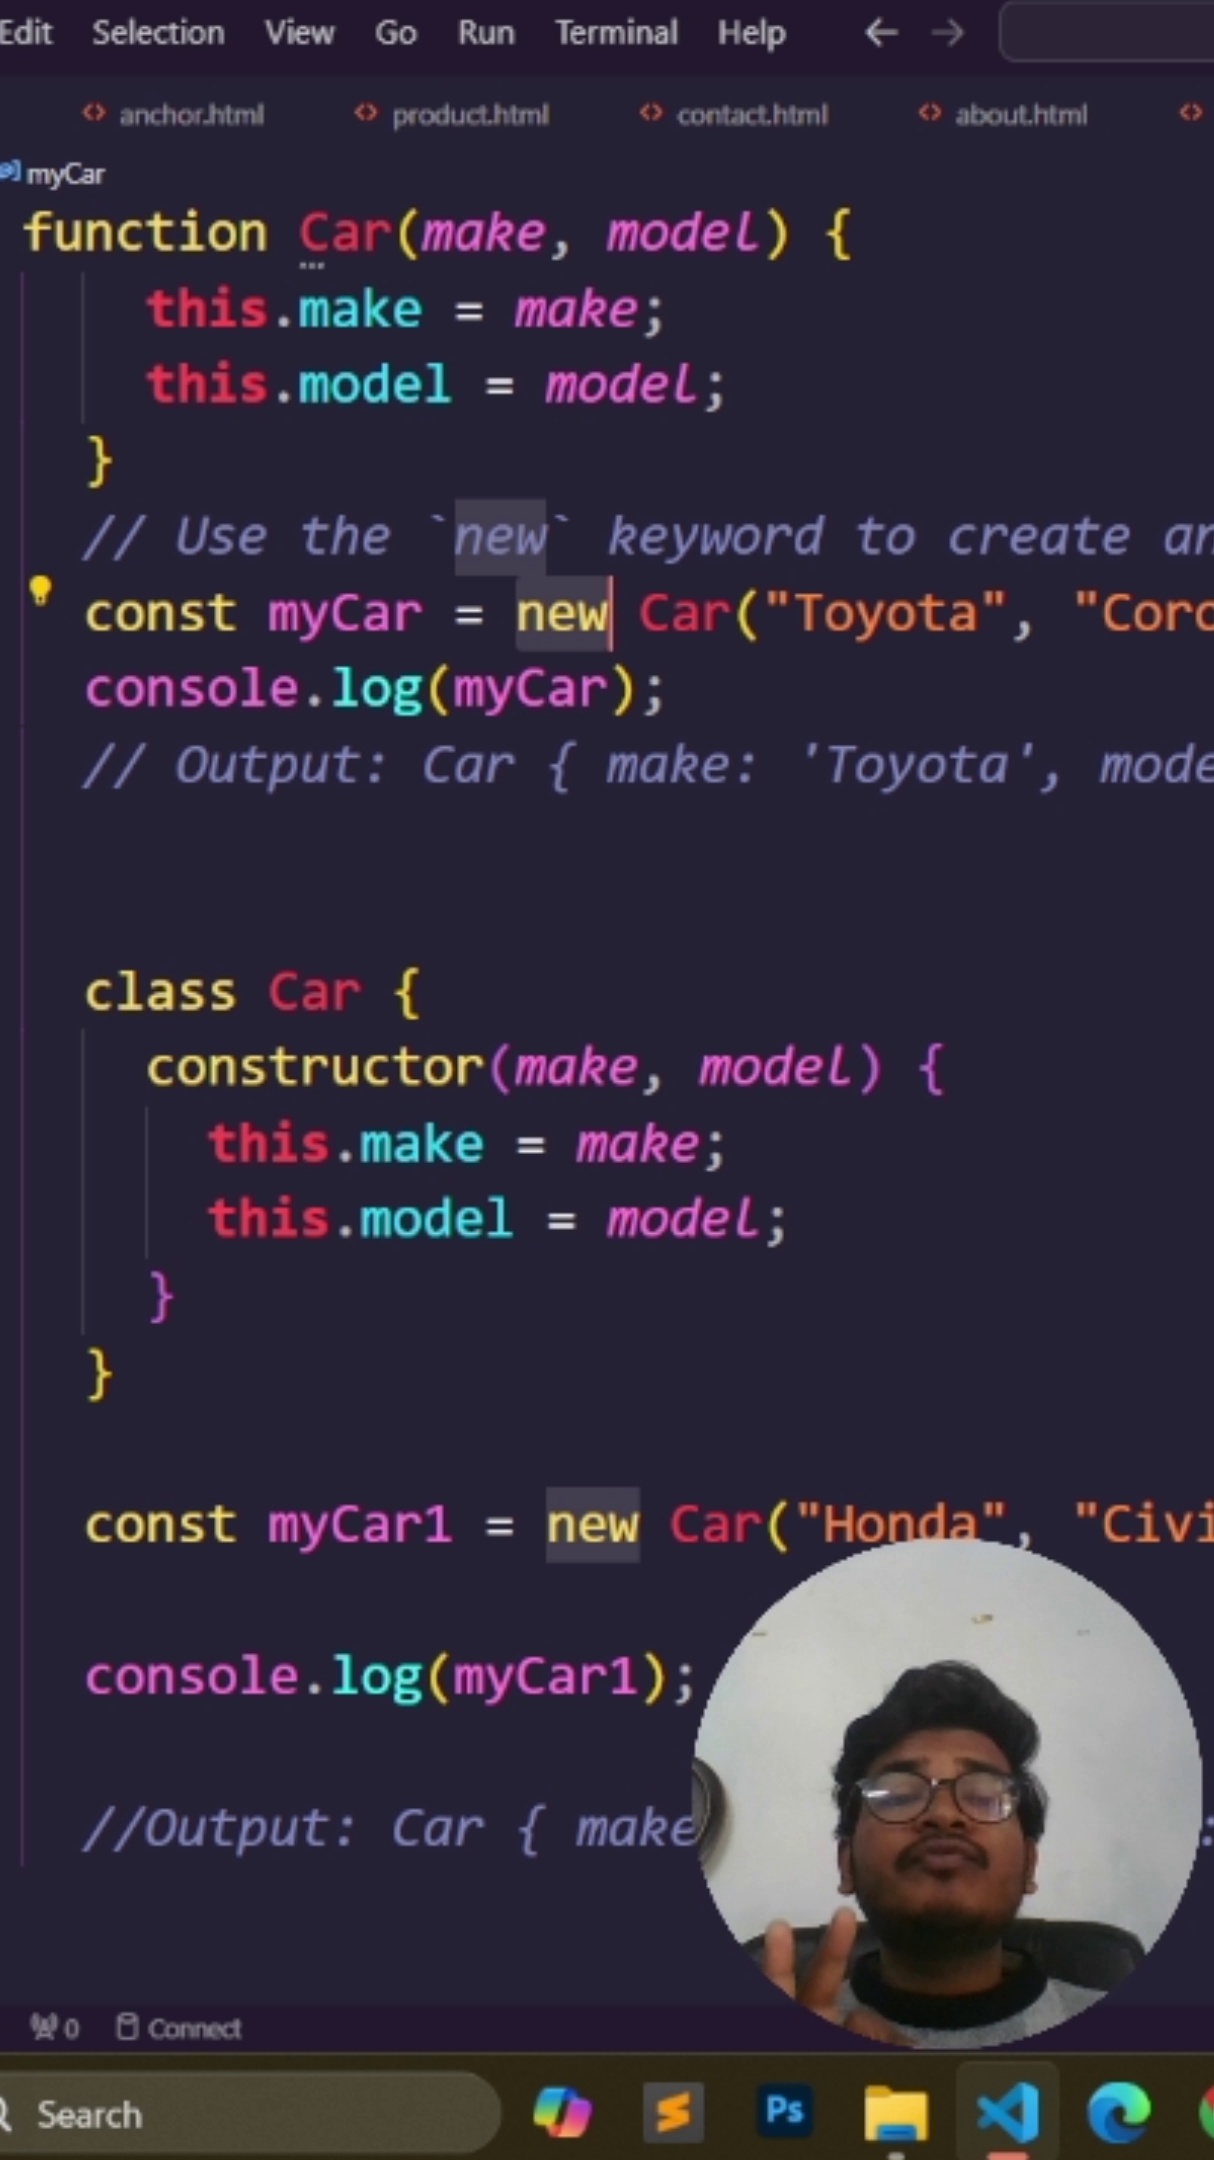 Edit Selection View Go Run Terminal Help
anchor.html product.html contact.html about.html
myCar
function Car(make, model) {
this.make = make;
this.model = model;
}
// Use the `new` keyword to create an
const myCar = new Car("Toyota", "Coro
console.log(myCar);
// Output: Car { make: 'Toyota', mode
class Car {
constructor(make, model) {
this.make = make;
this.model = model;
}
}
const myCar1 = new Car("Honda", "Civi
console.log(myCar1);
//Output: Car { make :
0 Connect
Search
Ps